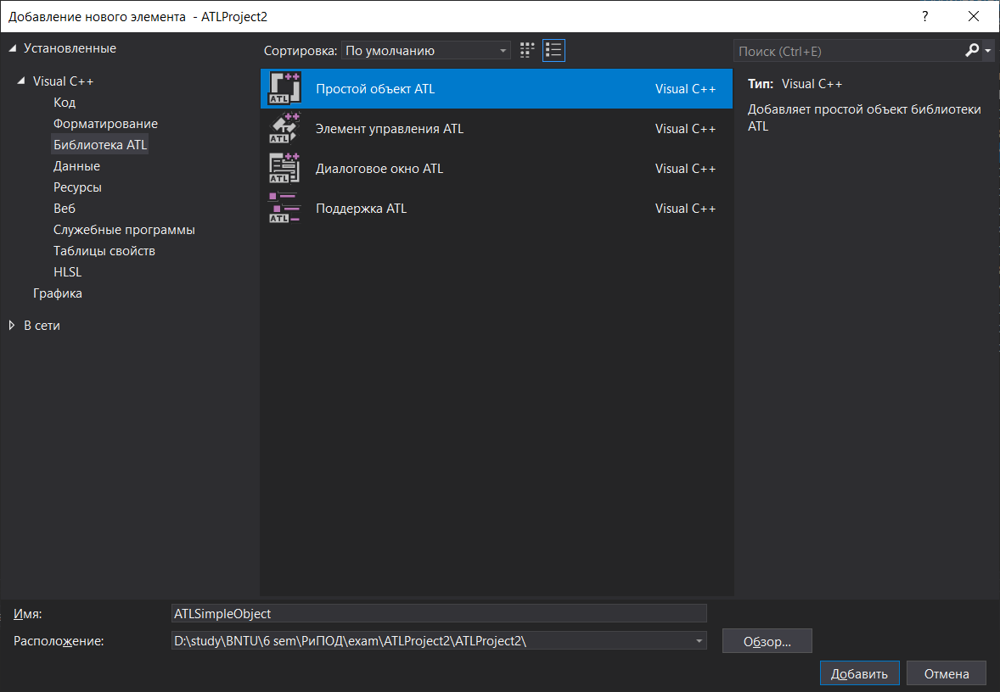 Добавление нового элемента - ATLProject2
?
Установленные
Visual C++
Код
Форматирование
Библиотека ATL
Данные
Ресурсы
Веб
Служебные программы
Таблицы свойств
HLSL
Графика
В сети
Сортировка: По умолчанию
ATL Простой объект ATL Visual C++
ATL Элемент управления ATL Visual C++
ATL Диалоговое окно ATL Visual C++
ATL Поддержка ATL Visual C++
Поиск (Ctrl+E)
Тип: Visual C++
Добавляет простой объект библиотеки
ATL
Имя: ATLSimpleObject
Расположение: D:\study\BNTU\6 sem\РиПОД\exam\ATLProject2\ATLProject2\
Обзор...
Добавить Отмена